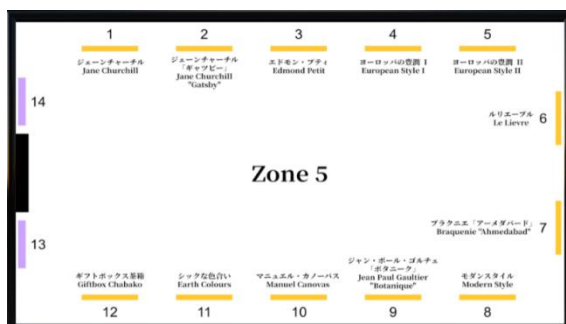 1
2
3
4
5
ジェーンチャーチル
Jane Churchill
ジェーンチャーチル
「ギャツビー」
Jane Churchill
"Gatsby"
エドモン・プティ
Edmond Petit
ヨーロッパの豊潤 I
European Style I
ヨーロッパの豊潤 II
European Style II
14
ルリエーブル
Le Lievre
6
Zone 5
ブラクニエ「アーメダバード」
Braquenie "Ahmedabad"
7
13
ギフトボックス茶箱
Giftbox Chabako
シックな色合い
Earth Colours
マニュエル・カノーバス
Manuel Canovas
ジャン・ポール・ゴルチェ
「ボタニーク」
Jean Paul Gaultier
"Botanique"
モダンスタイル
Modern Style
12
11
10
9
8